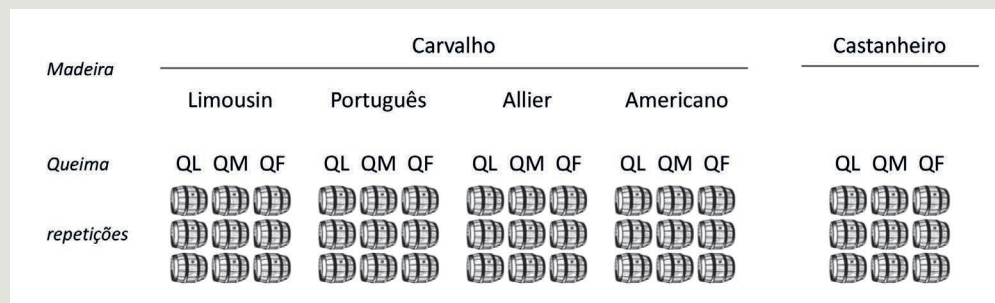 Carvalho Castanheiro
Madeira
Limousin Português Allier Americano
Queima QL QM QF QL QM QF QL QM QF QL QM QF QL QM QF
repetições